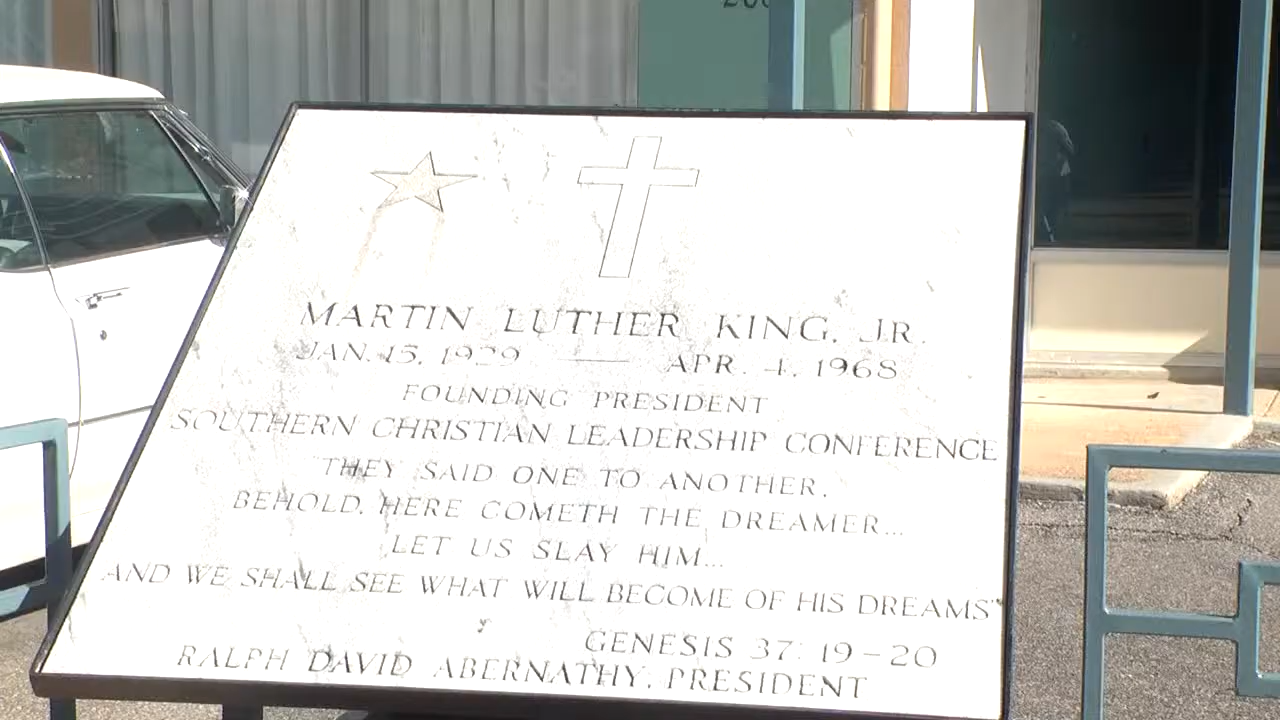 MARTIN LUTHER KING, JR.
JAN. 15, 1929 — APR. 4, 1968
FOUNDING PRESIDENT
SOUTHERN CHRISTIAN LEADERSHIP CONFERENCE
THEY SAID ONE TO ANOTHER,
BEHOLD, HERE COMETH THE DREAMER...
LET US SLAY HIM...
AND WE SHALL SEE WHAT WILL BECOME OF HIS DREAMS"
GENESIS 37: 19-20
RALPH DAVID ABERNATHY, PRESIDENT